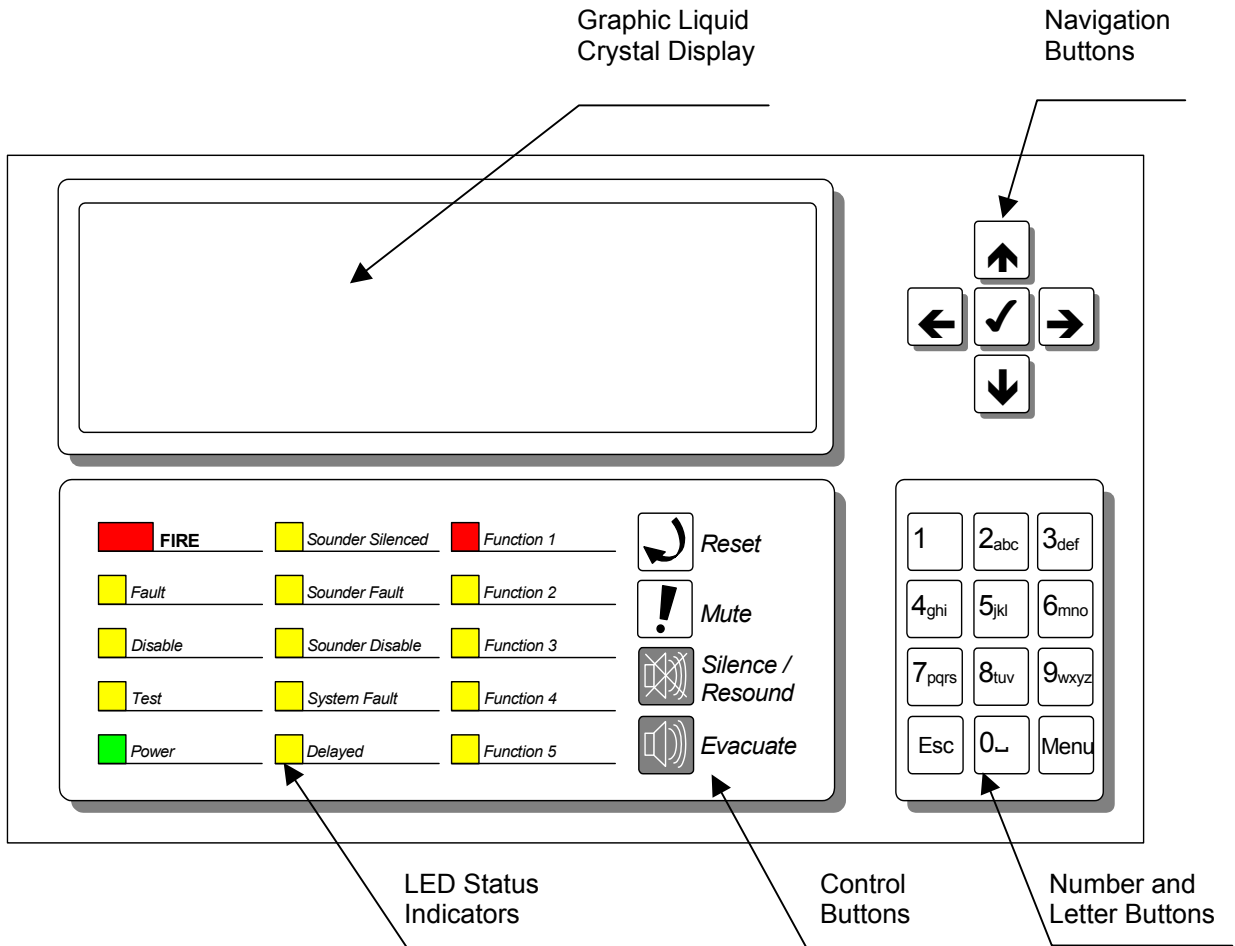 Graphic Liquid
Crystal Display
Navigation
Buttons
FIRE
Sounder Silenced
Function 1
Reset
Fault
Sounder Fault
Function 2
Mute
Disable
Sounder Disable
Function 3
Silence /
Resound
Test
System Fault
Function 4
Power
Delayed
Function 5
Evacuate
1
2abc
3def
4ghi
5jkl
6mno
7pqrs
8tuv
9wxyz
Esc
0⌴
Menu
LED Status
Indicators
Control
Buttons
Number and
Letter Buttons